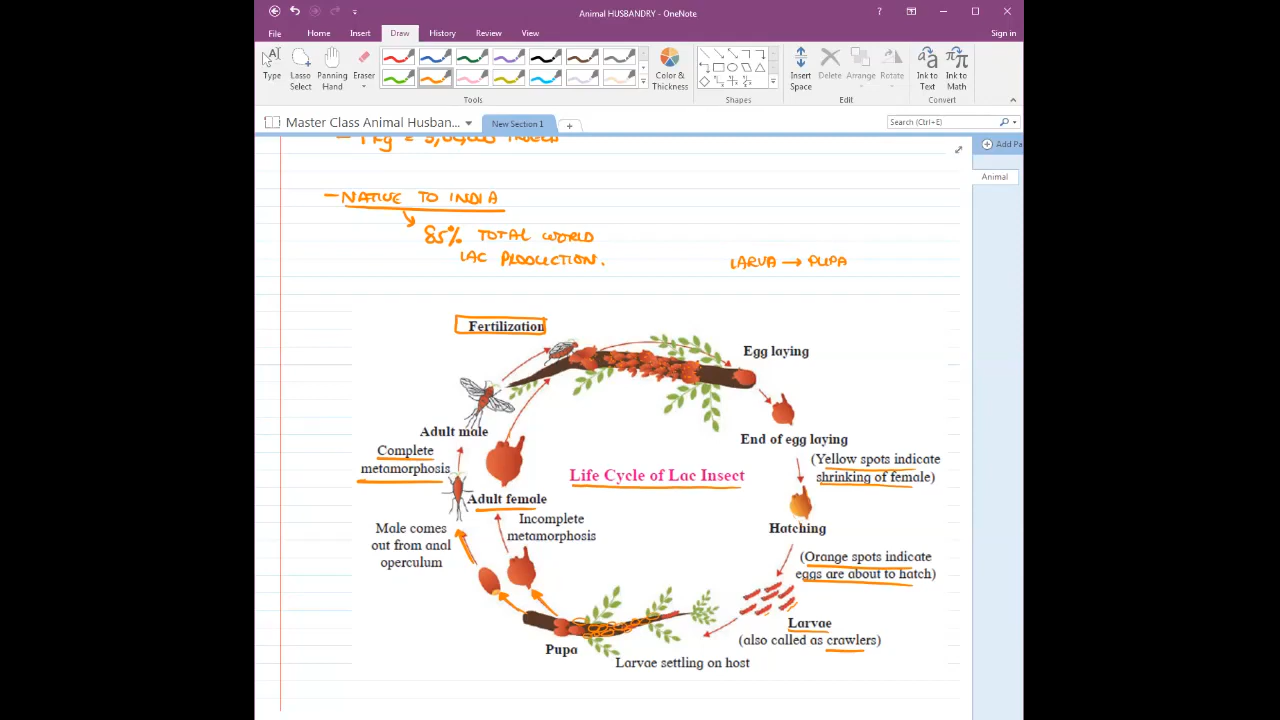 Animal HUSBANDRY - OneNote
?
Sign in
File
Home
Insert
Draw
History
Review
View
Type
Lasso
Select
Panning
Hand
Eraser
Color &
Thickness
Insert
Space
Delete
Arrange
Rotate
Ink to
Text
Ink to
Math
Tools
Shapes
Edit
Convert
Master Class Animal Husban...
New Section 1
Search (Ctrl+E)
Add Pa
Animal
- 1 kg = 3,00,000
- NATIVE TO INDIA
85% TOTAL WORLD
LAC PRODUCTION.
LARVA → PUPA
Fertilization
Egg laying
End of egg laying
(Yellow spots indicate
shrinking of female)
Hatching
(Orange spots indicate
eggs are about to hatch)
Larvae
(also called as crawlers)
Larvae settling on host
Pupa
Male comes
out from anal
operculum
Incomplete
metamorphosis
Adult female
Complete
metamorphosis
Adult male
Life Cycle of Lac Insect